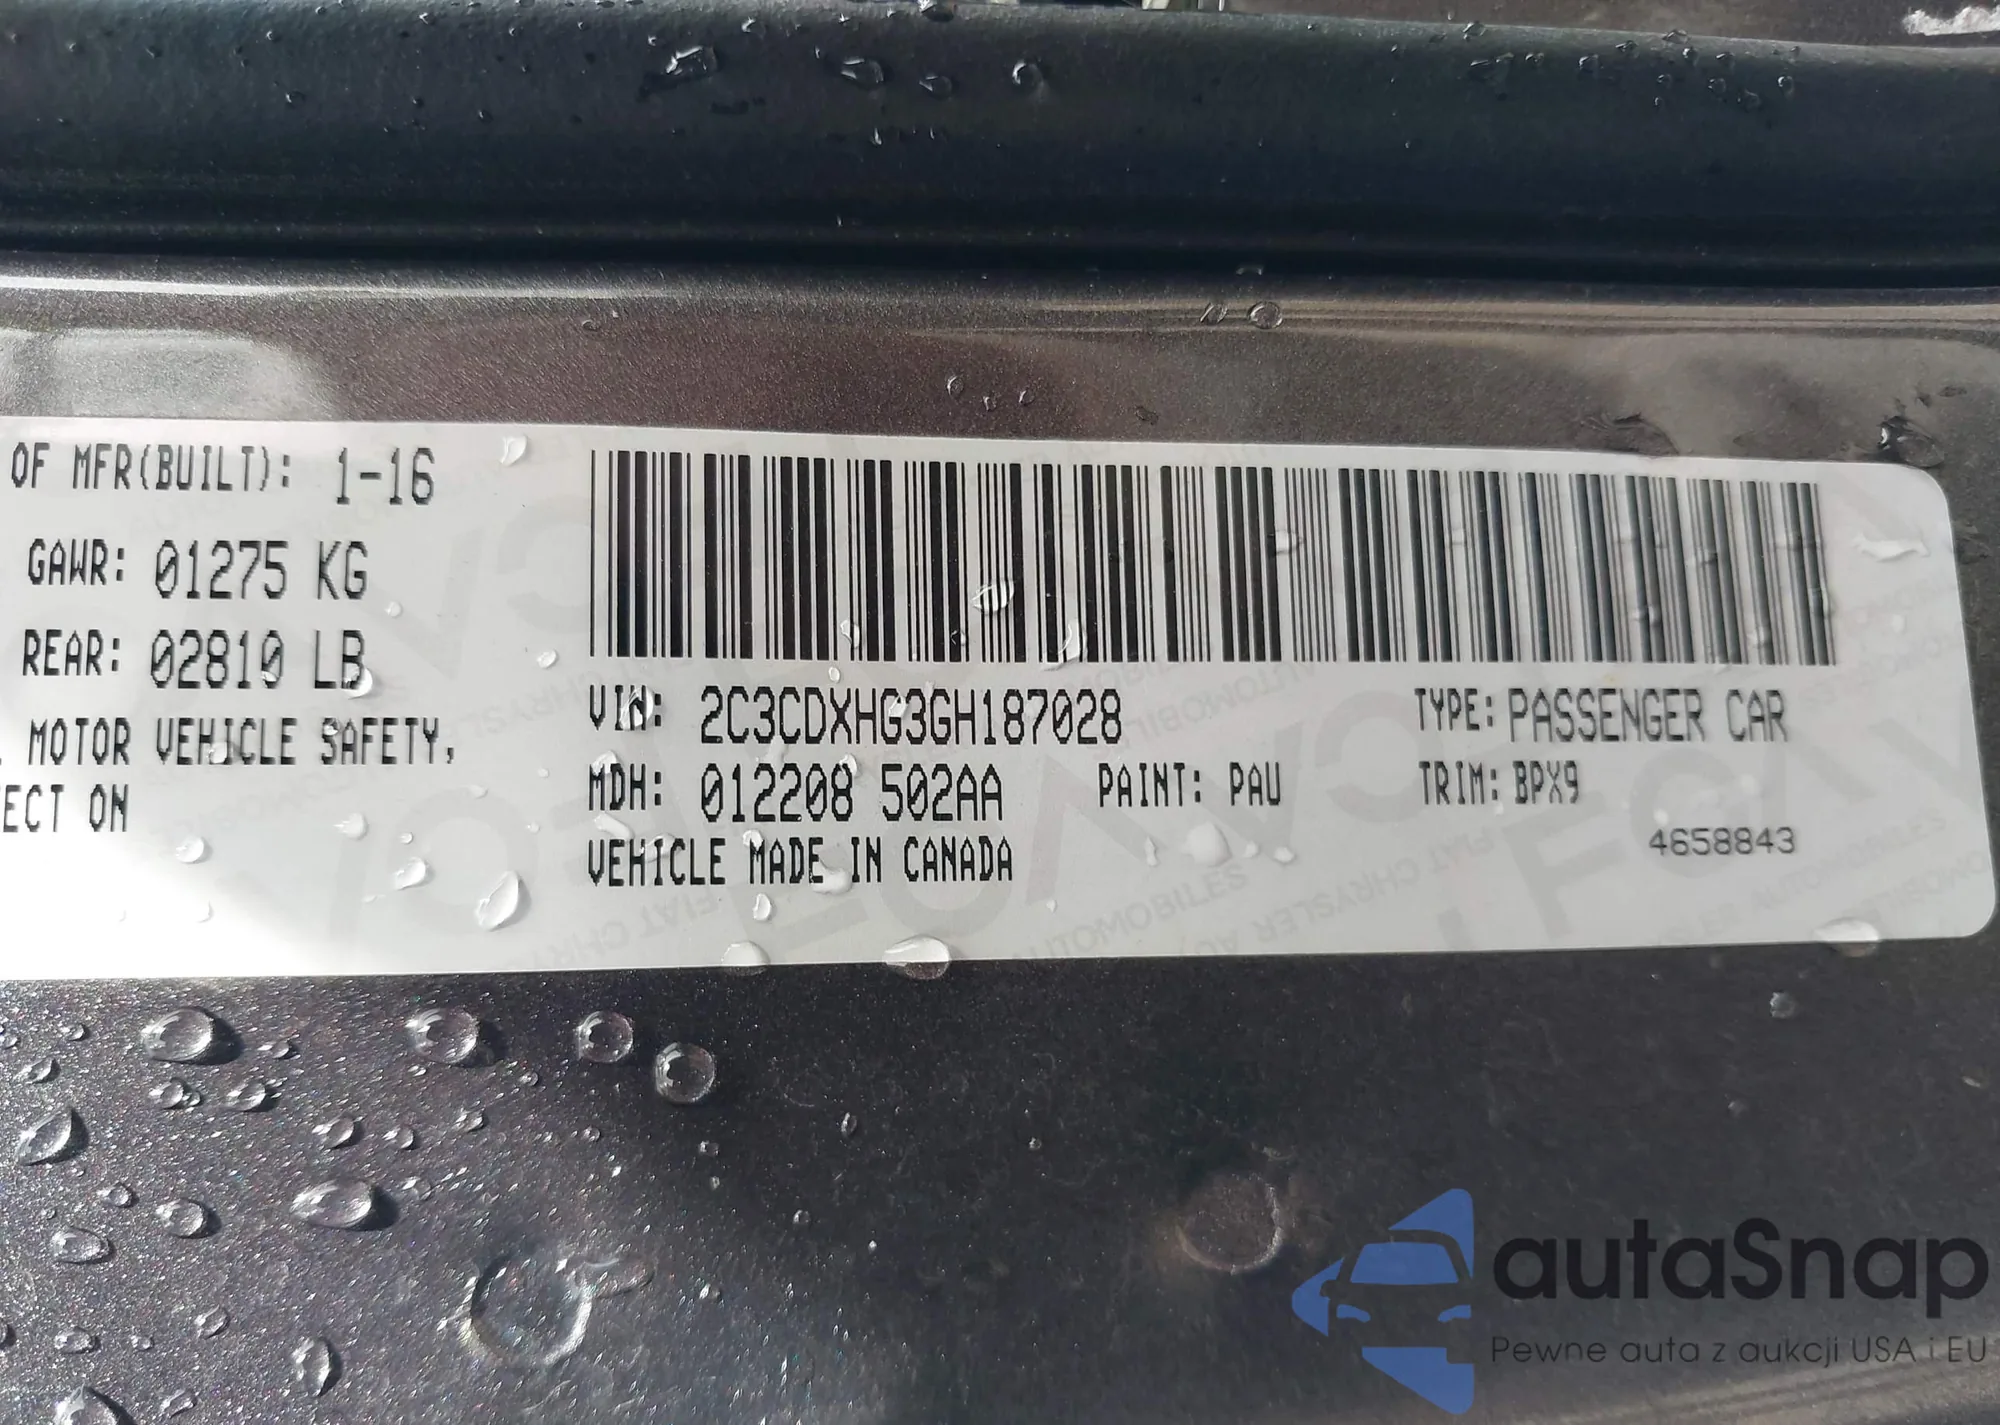 OF MFR(BUILT): 1-16
GAWR: 01275 KG
REAR: 02810 LB
MOTOR VEHICLE SAFETY,
ECT ON
VIN: 2C3CDXHG3GH187028 TYPE: PASSENGER CAR
MDH: 012208 502AA PAINT: PAU TRIM: BPX9
VEHICLE MADE IN CANADA 4658843
autaSnap
Pewne auta z aukcji USA i EU